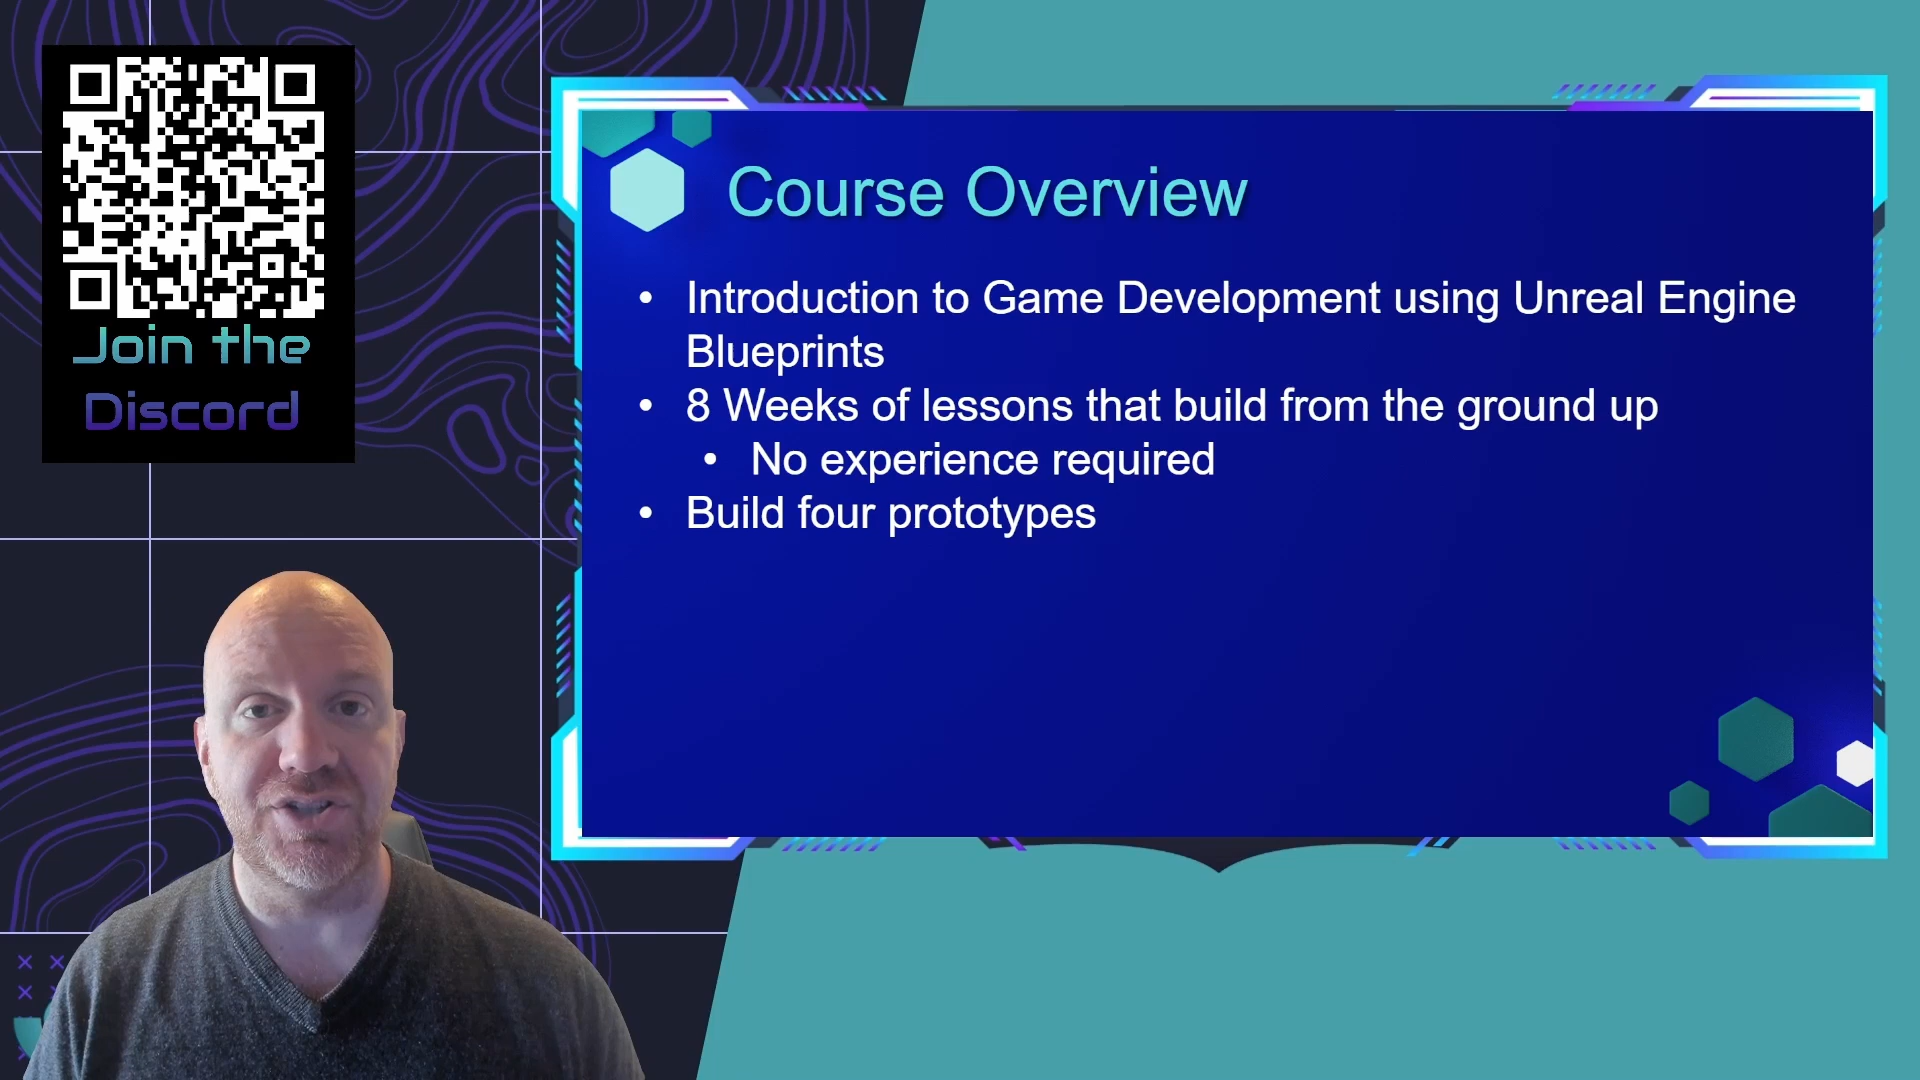 Join the
Discord
Course Overview
• Introduction to Game Development using Unreal Engine
Blueprints
• 8 Weeks of lessons that build from the ground up
• No experience required
• Build four prototypes